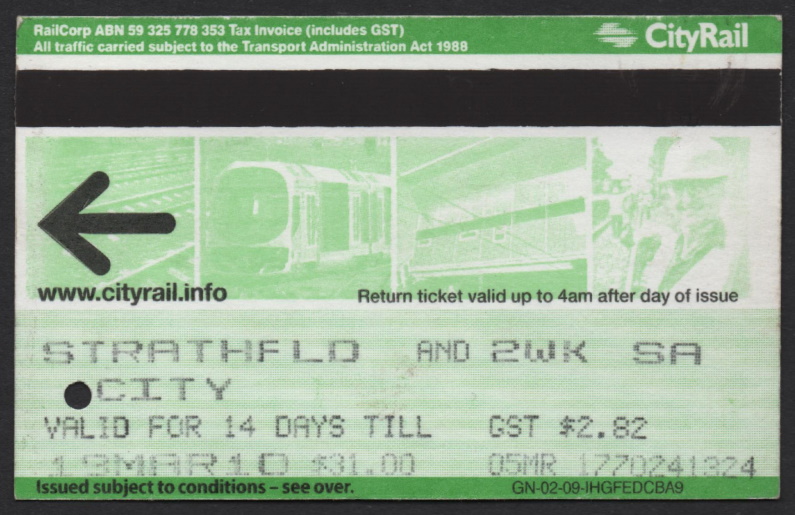 RailCorp ABN 59 325 778 353 Tax Invoice (includes GST)
All traffic carried subject to the Transport Administration Act 1988
CityRail
www.cityrail.info
Return ticket valid up to 4am after day of issue
STRATHFLD AND 2WK SA
CITY
VALID FOR 14 DAYS TILL GST $2.82
19MAR10 $31.00 05MR 1770241324
Issued subject to conditions – see over.
GN-02-09-IHGFEDCBA9